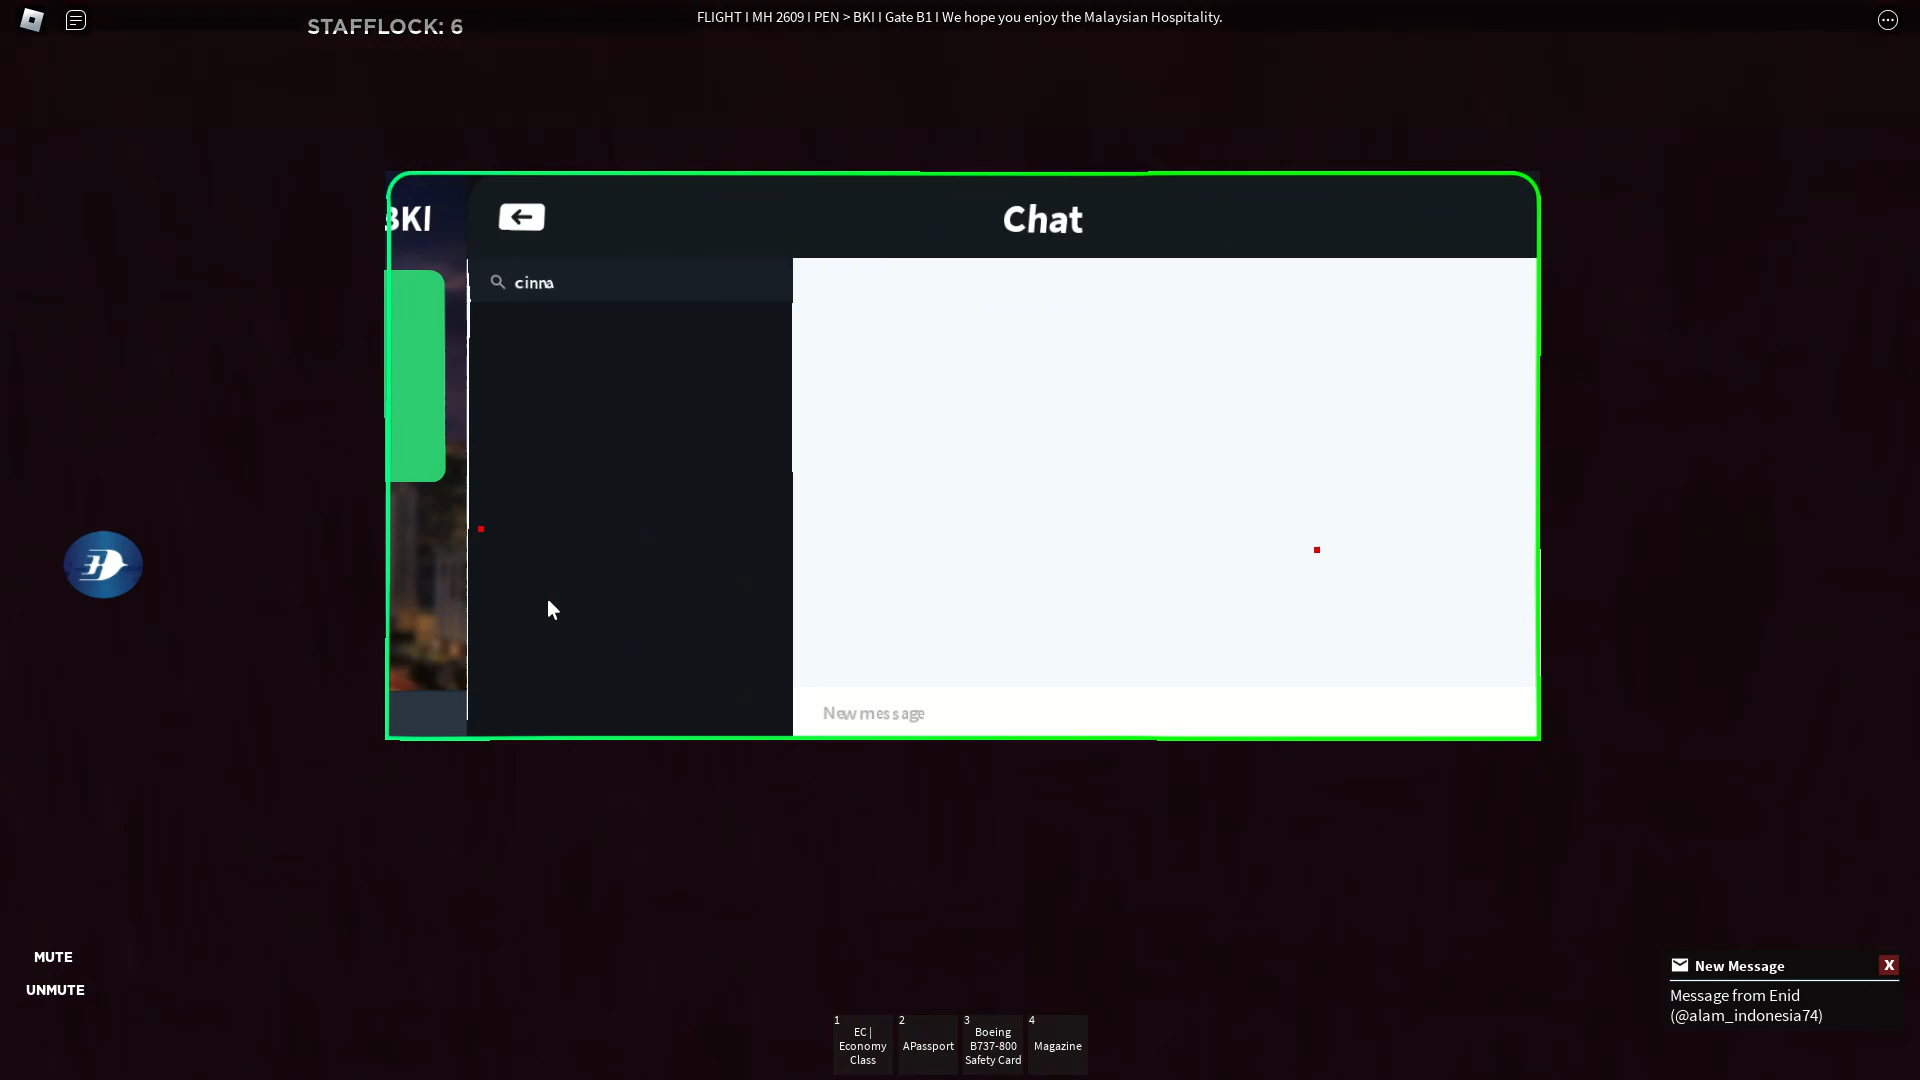 STAFFLOCK: 6
FLIGHT I MH 2609 I PEN > BKI I Gate B1 I We hope you enjoy the Malaysian Hospitality.
BKI
Chat
cinna
New message
MUTE
UNMUTE
New Message
X
Message from Enid
(@alam_indonesia74)
1
EC |
Economy
Class
2
APassport
3
Boeing
B737-800
Safety Card
4
Magazine